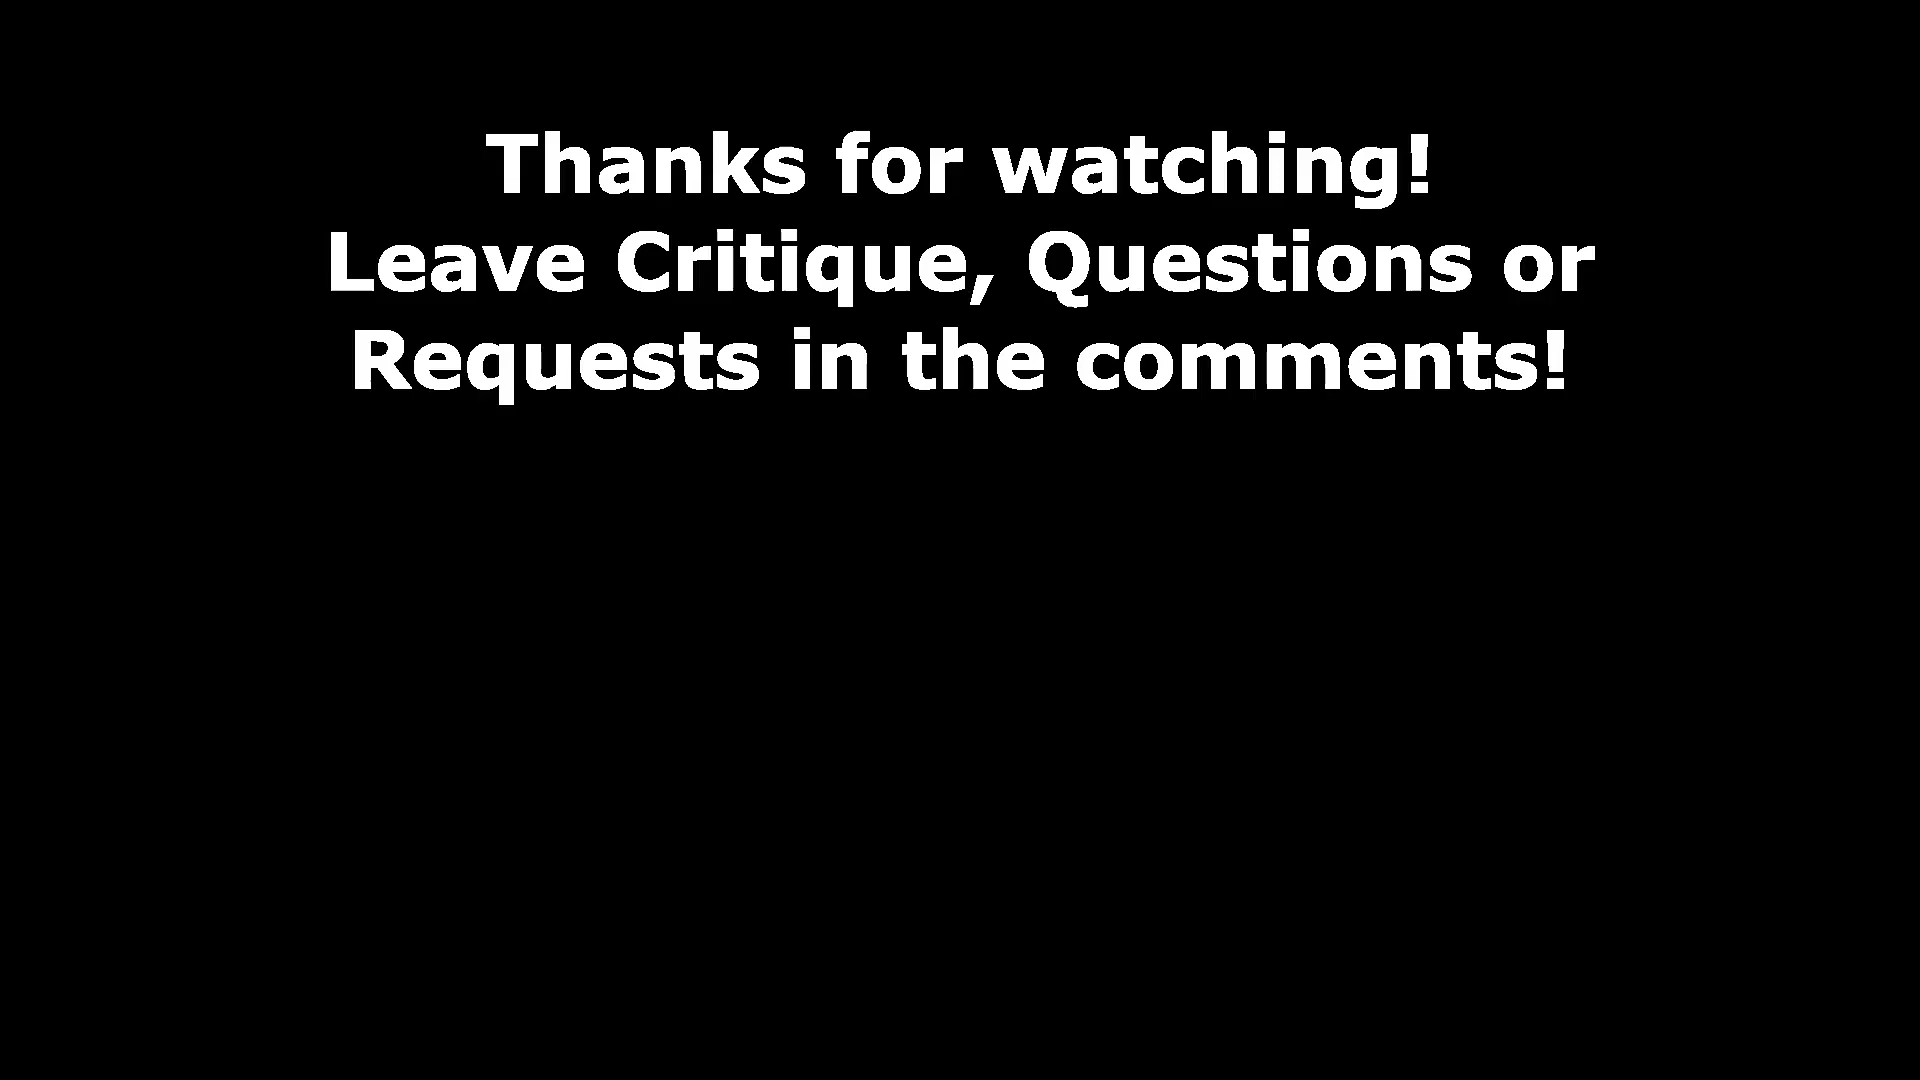 Thanks for watching!
Leave Critique, Questions or
Requests in the comments!